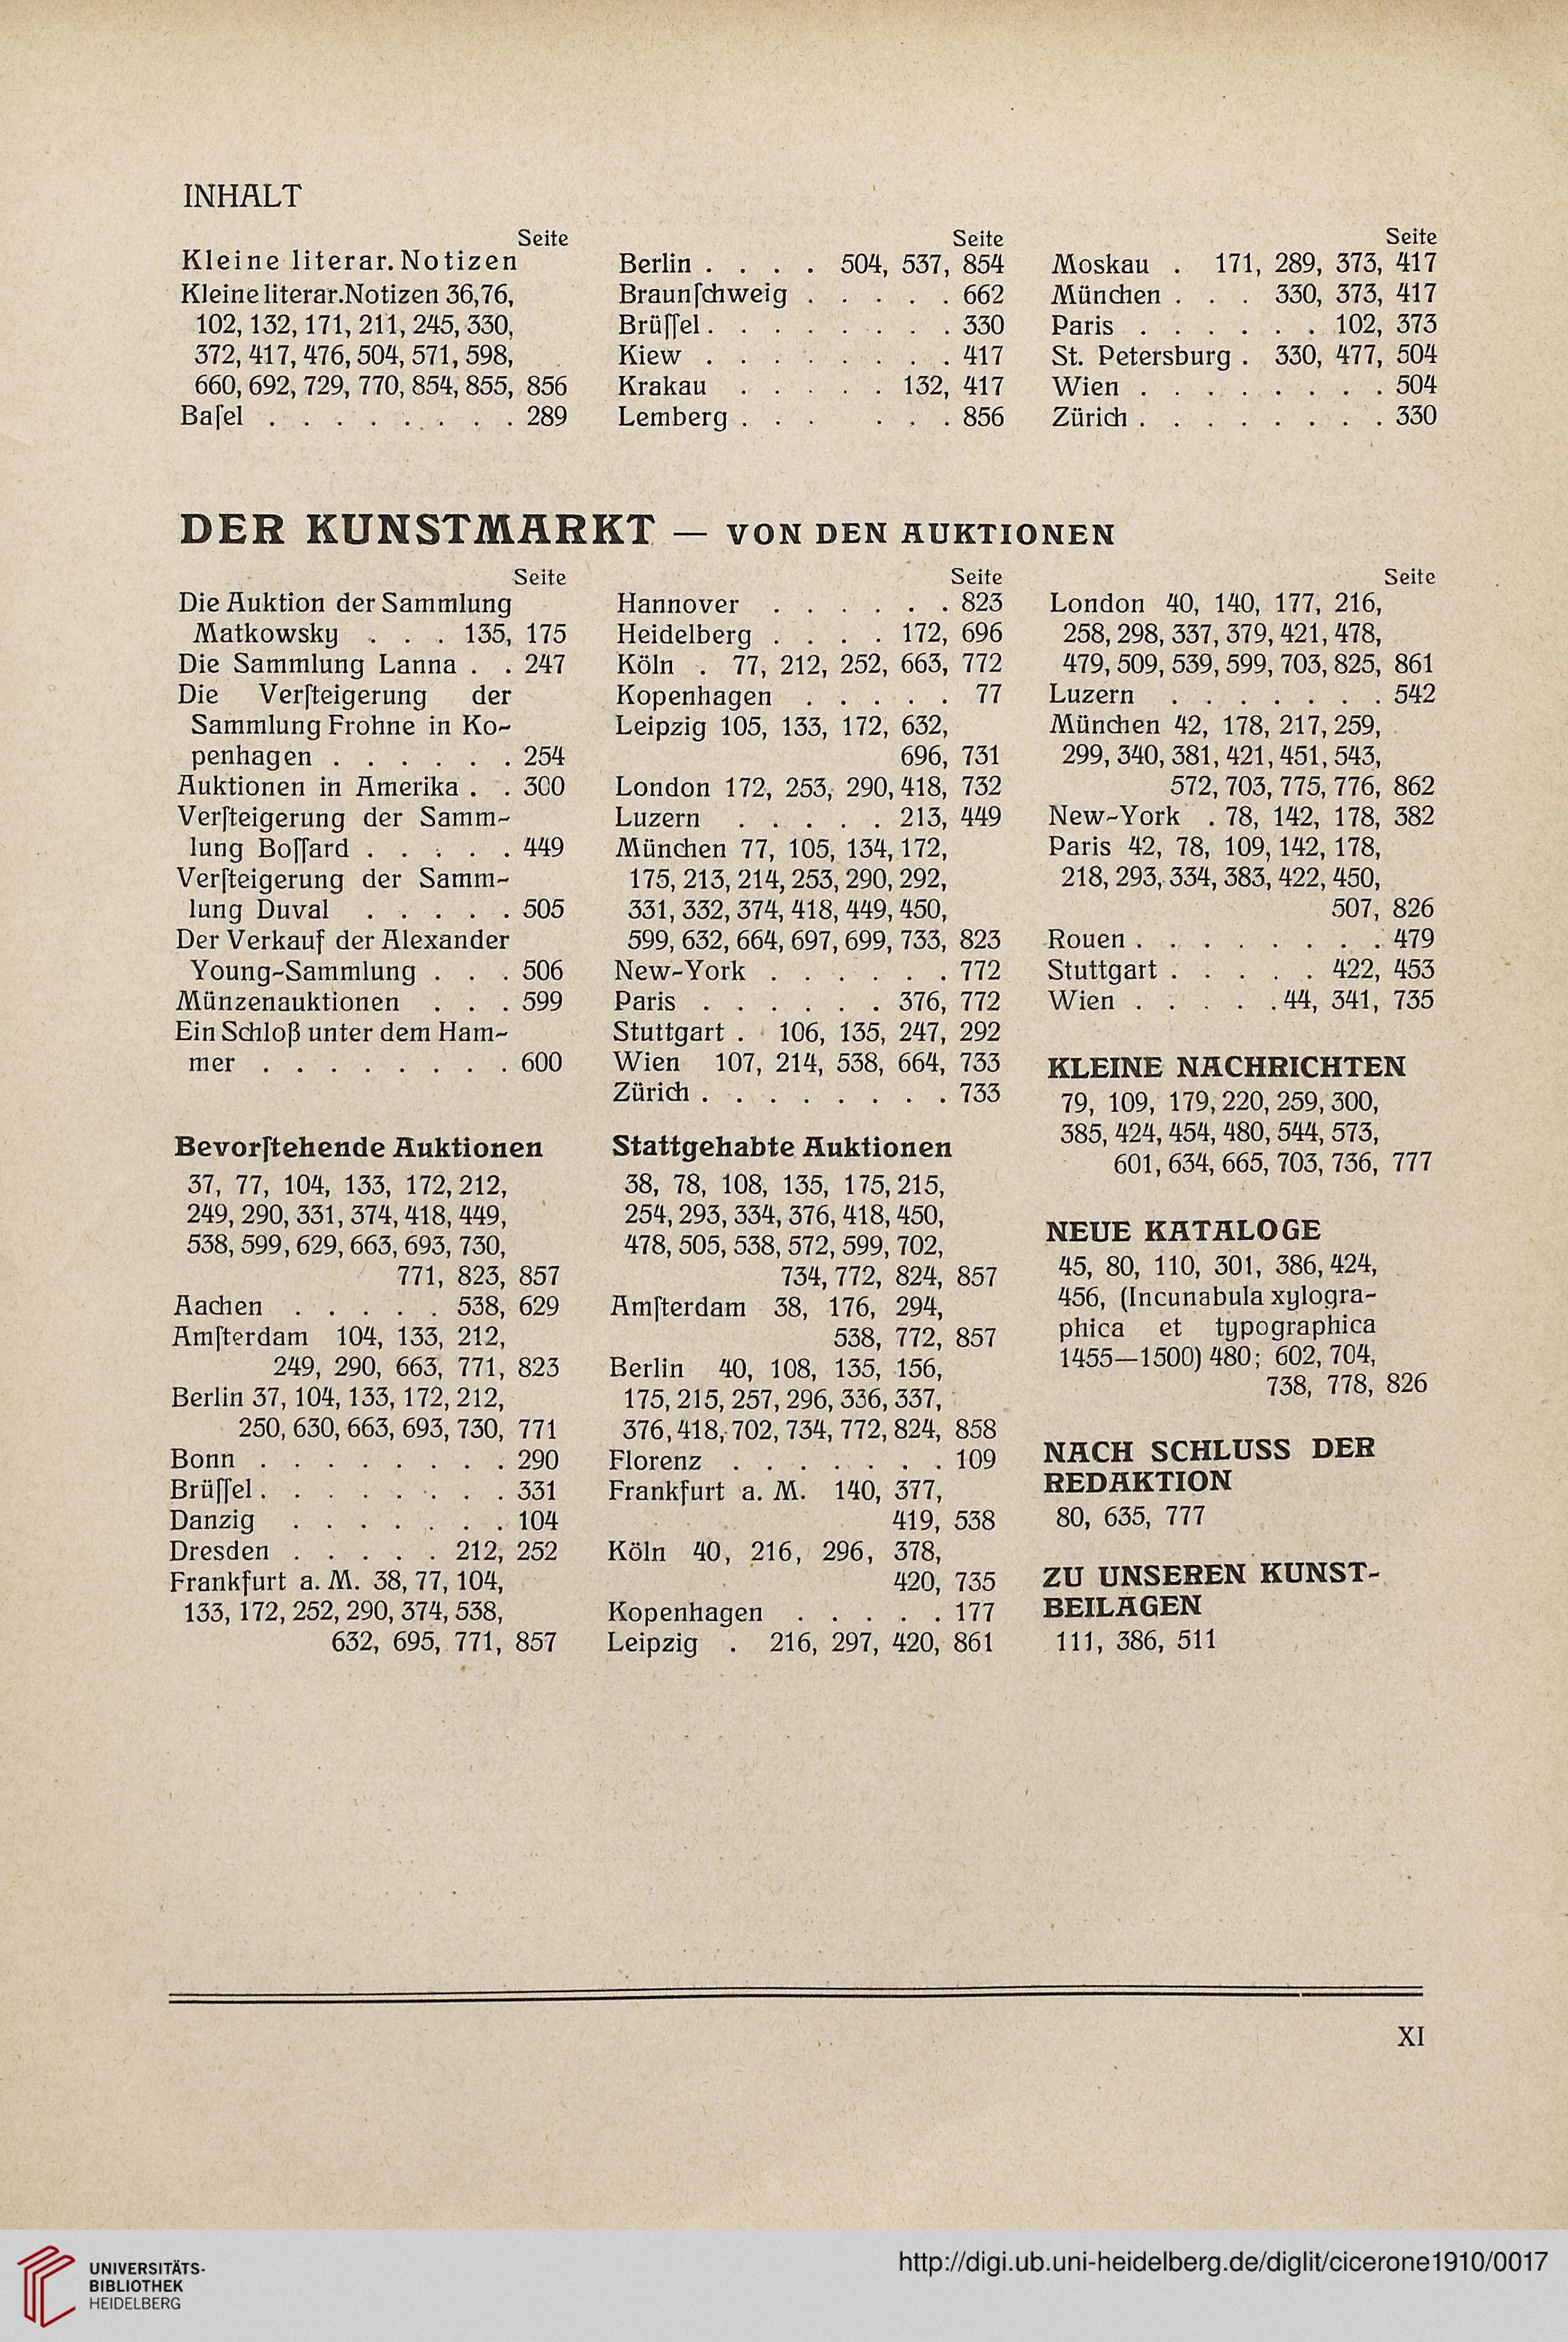 INHALT
Seite
Kleine literar. Notizen
Kleine literar. Notizen 36, 76,
102, 132, 171, 211, 245, 330,
372, 417, 476, 504, 571, 598,
660, 692, 729, 770, 854, 855, 856
Baſel . . . . . . . . 289
Seite
Berlin . . . . 504, 537, 854
Braunſchweig . . . . . 662
Brüſſel . . . . . . . . 330
Kiew . . . . . . . . 417
Krakau . . . . . 132, 417
Lemberg . . . . . . 856
Seite
Moskau . 171, 289, 373, 417
München . . . 330, 373, 417
Paris . . . . . . 102, 373
St. Petersburg . 330, 477, 504
Wien . . . . . . . . 504
Zürich . . . . . . . . 330
DER KUNSTMARKT — VON DEN AUKTIONEN
Seite
Die Auktion der Sammlung
Matkowsky . . . 135, 175
Die Sammlung Lanna . . 247
Die Verſteigerung der
Sammlung Frohne in Ko-
penhagen . . . . . . 254
Auktionen in Amerika . . 300
Verſteigerung der Samm-
lung Boſſard . . . . . 449
Verſteigerung der Samm-
lung Duval . . . . . 505
Der Verkauf der Alexander
Young-Sammlung . . . 506
Münzenauktionen . . . 599
Ein Schloß unter dem Ham-
mer . . . . . . . . 600
Bevorſtehende Auktionen
37, 77, 104, 133, 172, 212,
249, 290, 331, 374, 418, 449,
538, 599, 629, 663, 693, 730,
771, 823, 857
Aachen . . . . . 538, 629
Amſterdam 104, 133, 212,
249, 290, 663, 771, 823
Berlin 37, 104, 133, 172, 212,
250, 630, 663, 693, 730, 771
Bonn . . . . . . . . 290
Brüſſel . . . . . . . . 331
Danzig . . . . . . . 104
Dresden . . . . . 212, 252
Frankfurt a. M. 38, 77, 104,
133, 172, 252, 290, 374, 538,
632, 695, 771, 857
Seite
Hannover . . . . . . 823
Heidelberg . . . . 172, 696
Köln . 77, 212, 252, 663, 772
Kopenhagen . . . . . 77
Leipzig 105, 133, 172, 632,
696, 731
London 172, 253, 290, 418, 732
Luzern . . . . . 213, 449
München 77, 105, 134, 172,
175, 213, 214, 253, 290, 292,
331, 332, 374, 418, 449, 450,
599, 632, 664, 697, 699, 733, 823
New-York . . . . . . 772
Paris . . . . . . 376, 772
Stuttgart . 106, 135, 247, 292
Wien 107, 214, 538, 664, 733
Zürich . . . . . . . . 733
Stattgehabte Auktionen
38, 78, 108, 135, 175, 215,
254, 293, 334, 376, 418, 450,
478, 505, 538, 572, 599, 702,
734, 772, 824, 857
Amſterdam 38, 176, 294,
538, 772, 857
Berlin 40, 108, 135, 156,
175, 215, 257, 296, 336, 337,
376, 418, 702, 734, 772, 824, 858
Florenz . . . . . . . 109
Frankfurt a. M. 140, 377,
419, 538
Köln 40, 216, 296, 378,
420, 735
Kopenhagen . . . . . 177
Leipzig . 216, 297, 420, 861
Seite
London 40, 140, 177, 216,
258, 298, 337, 379, 421, 478,
479, 509, 539, 599, 703, 825, 861
Luzern . . . . . . . 542
München 42, 178, 217, 259,
299, 340, 381, 421, 451, 543,
572, 703, 775, 776, 862
New-York . 78, 142, 178, 382
Paris 42, 78, 109, 142, 178,
218, 293, 334, 383, 422, 450,
507, 826
Rouen . . . . . . . . 479
Stuttgart . . . . . 422, 453
Wien . . . . . 44, 341, 735
KLEINE NACHRICHTEN
79, 109, 179, 220, 259, 300,
385, 424, 454, 480, 544, 573,
601, 634, 665, 703, 736, 777
NEUE KATALOGE
45, 80, 110, 301, 386, 424,
456, (Incunabula xylogra-
phica et typographica
1455—1500) 480; 602, 704,
738, 778, 826
NACH SCHLUSS DER
REDAKTION
80, 635, 777
ZU UNSEREN KUNST-
BEILAGEN
111, 386, 511
XI
UNIVERSITÄTS-
BIBLIOTHEK
HEIDELBERG
http://digi.ub.uni-heidelberg.de/diglit/cicerone1910/0017